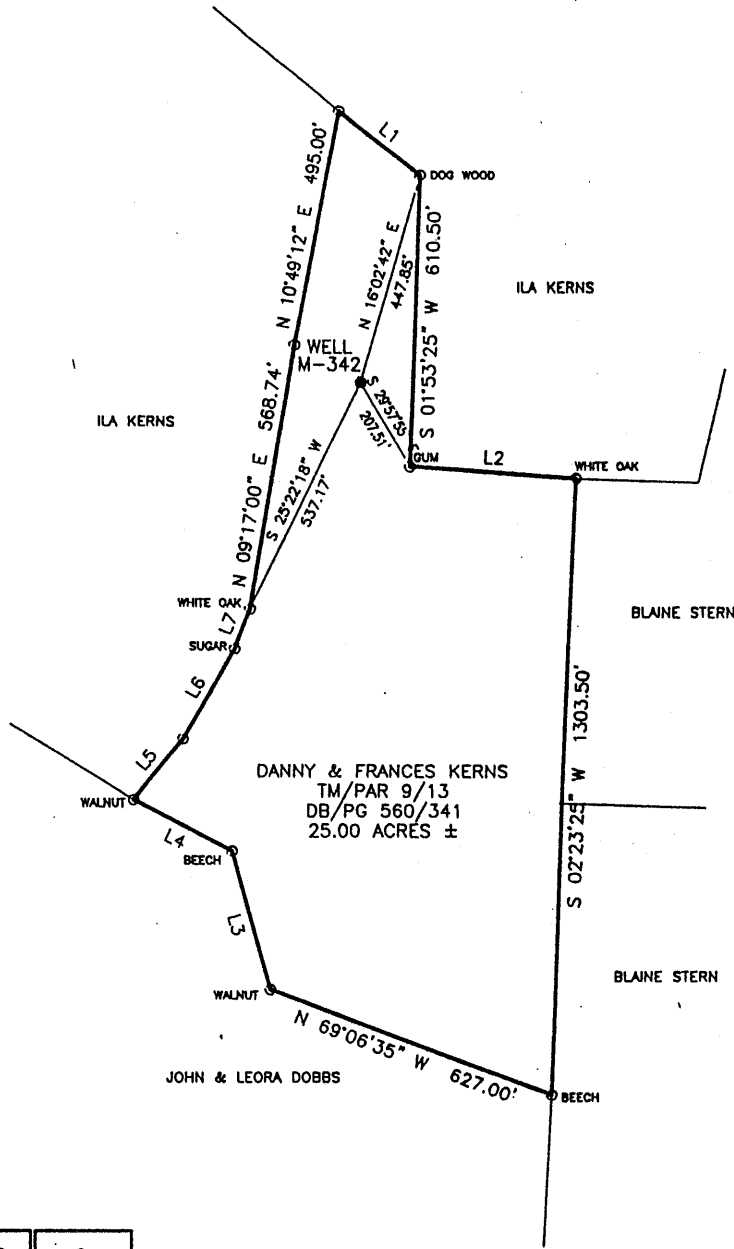 L1
DOG WOOD
N 10°49'12" E 495.00'
N 16°02'42" E
447.85'
S 01°53'25" W 610.50'
ILA KERNS
WELL
M-342
S 29°57'55
207.51'
ILA KERNS
N 09°17'00" E 568.74'
S 25°22'18" W
537.17'
GUM
L2
WHITE OAK
WHITE OAK
L7
SUGAR
BLAINE STERN
L6
S 02°23'25" W 1303.50'
L5
DANNY & FRANCES KERNS
TM/PAR 9/13
DB/PG 560/341
25.00 ACRES ±
WALNUT
L4
BEECH
L3
BLAINE STERN
WALNUT
N 69°06'35" W 627.00'
JOHN & LEORA DOBBS
BEECH